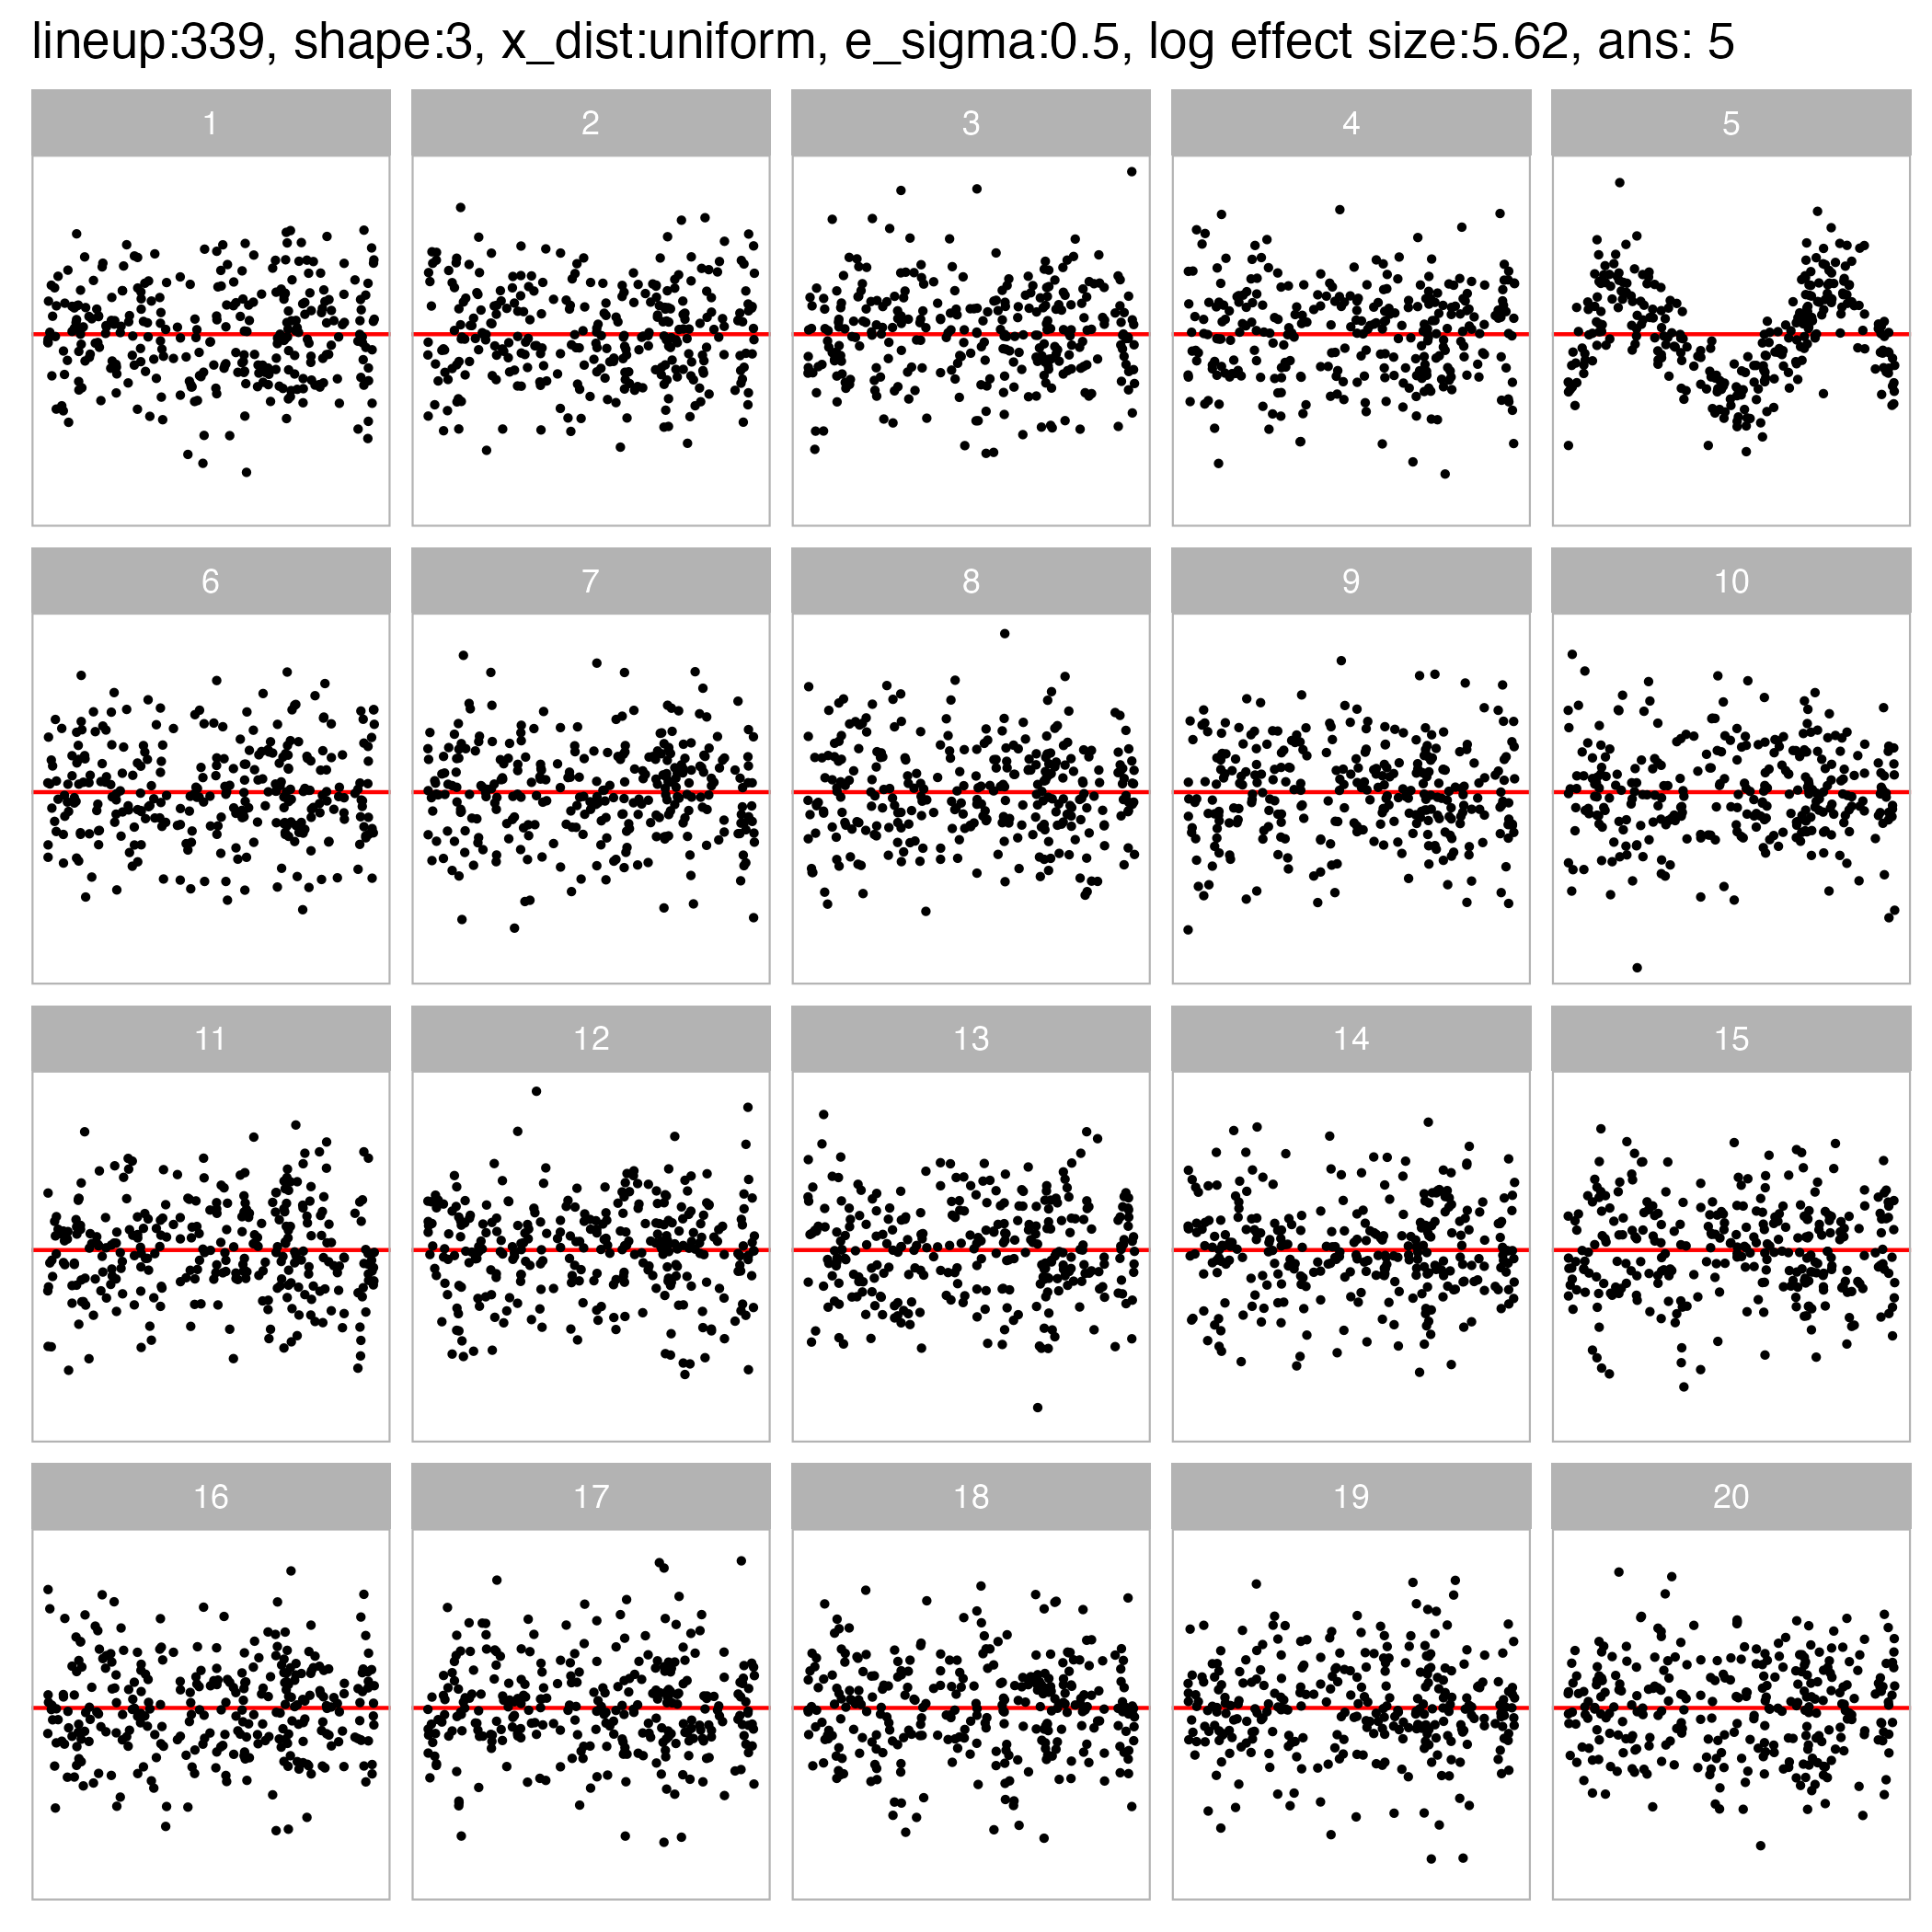 lineup:339, shape:3, x_dist:uniform, e_sigma:0.5, log effect size:5.62, ans: 5
1 2 3 4 5
6 7 8 9 10
11 12 13 14 15
16 17 18 19 20